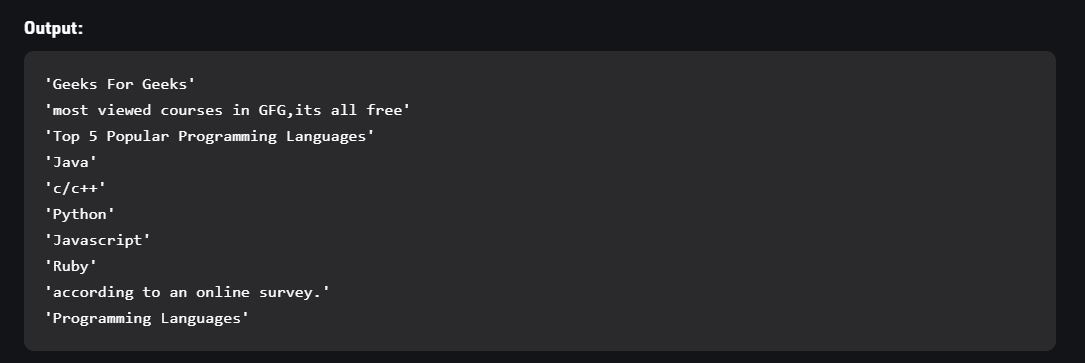 Output:
'Geeks For Geeks'
'most viewed courses in GFG,its all free'
'Top 5 Popular Programming Languages'
'Java'
'c/c++'
'Python'
'Javascript'
'Ruby'
'according to an online survey.'
'Programming Languages'